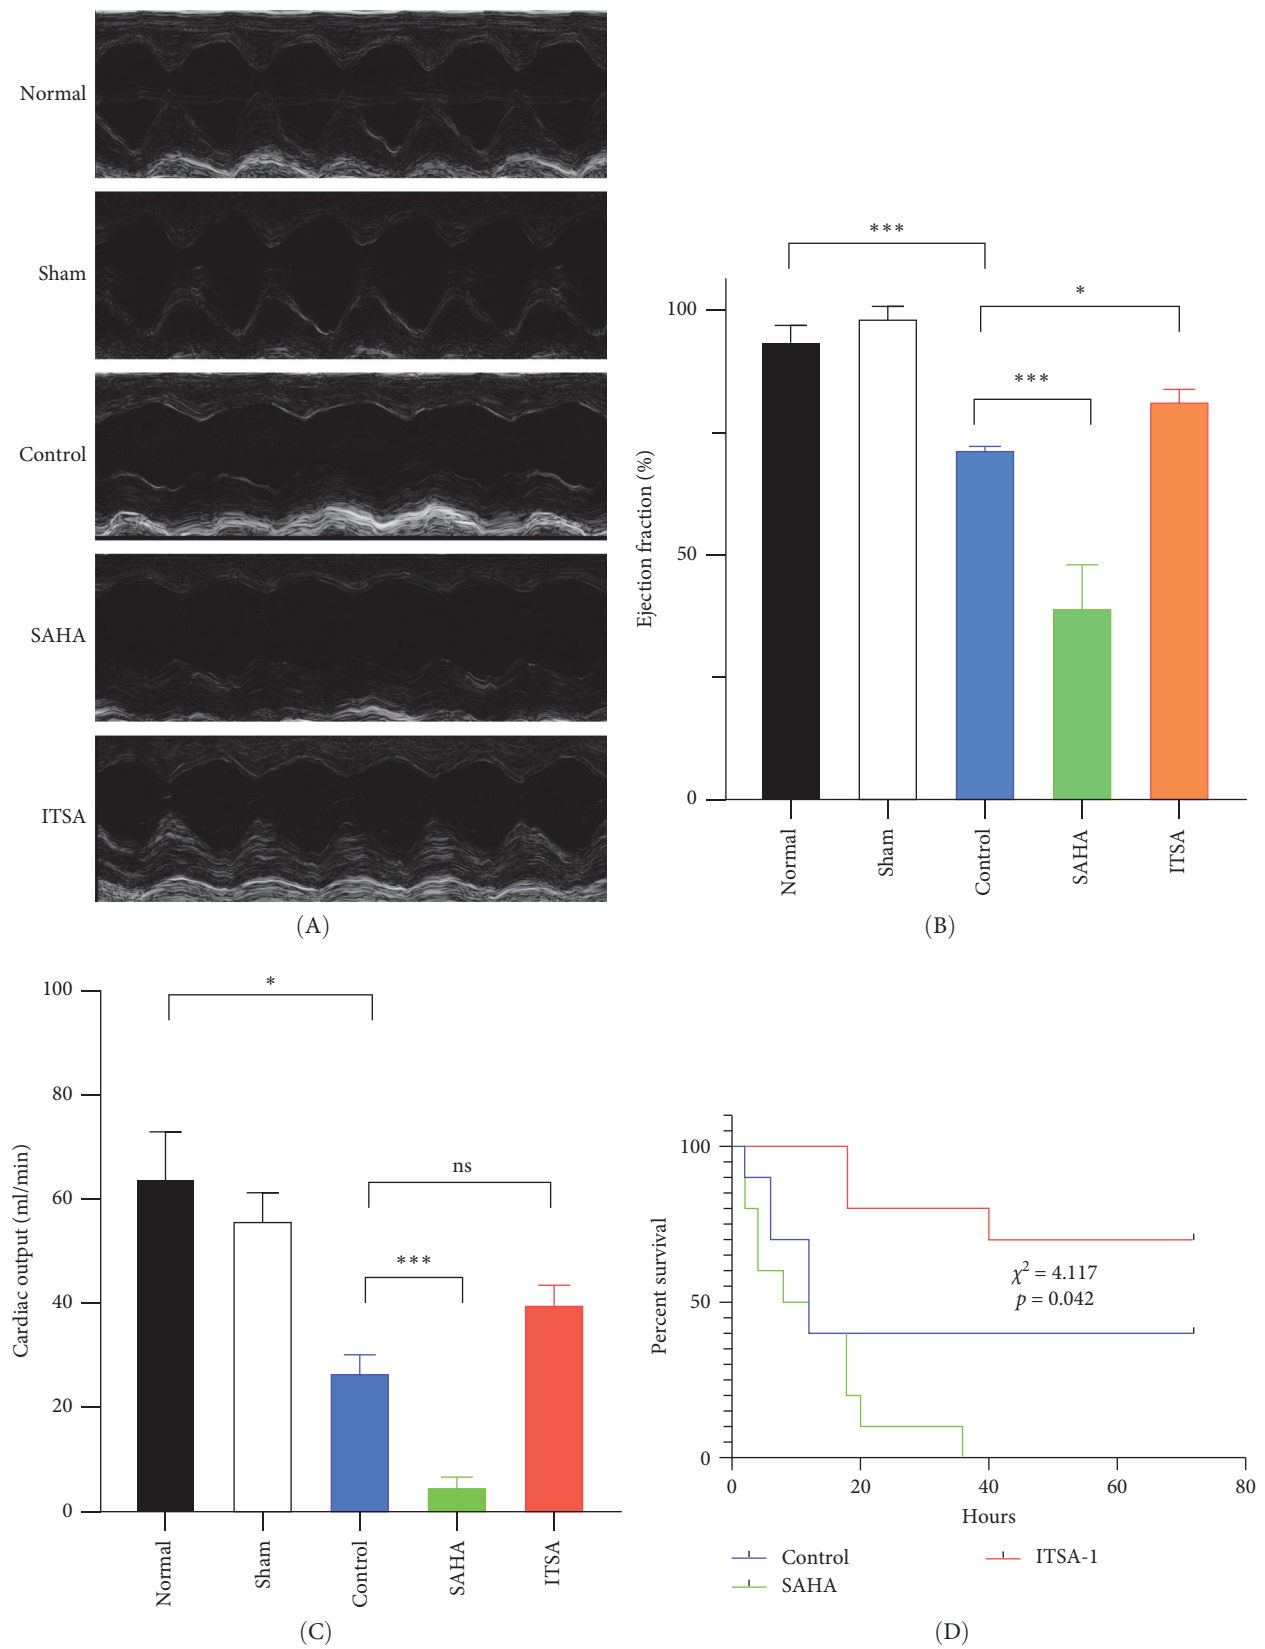 Normal
Sham
Control
SAHA
ITSA
(A)
***
*
***
Ejection fraction (%)
100
50
0
Normal
Sham
Control
SAHA
ITSA
(B)
*
ns
***
Cardiac output (ml/min)
100
80
60
40
20
0
Normal
Sham
Control
SAHA
ITSA
(C)
Percent survival
100
50
0
χ² = 4.117
p = 0.042
0 20 40 60 80
Hours
Control
ITSA-1
SAHA
(D)